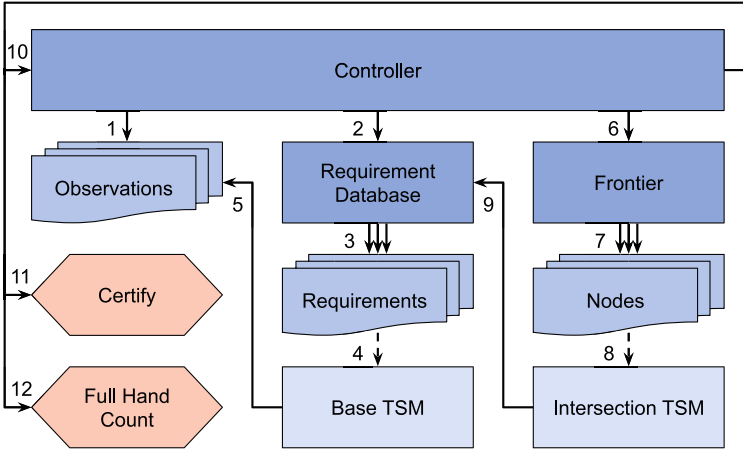 10
Controller
1
2
6
Observations
Requirement
Database
Frontier
5
9
3
7
11
Certify
Requirements
Nodes
4
8
12
Full Hand
Count
Base TSM
Intersection TSM